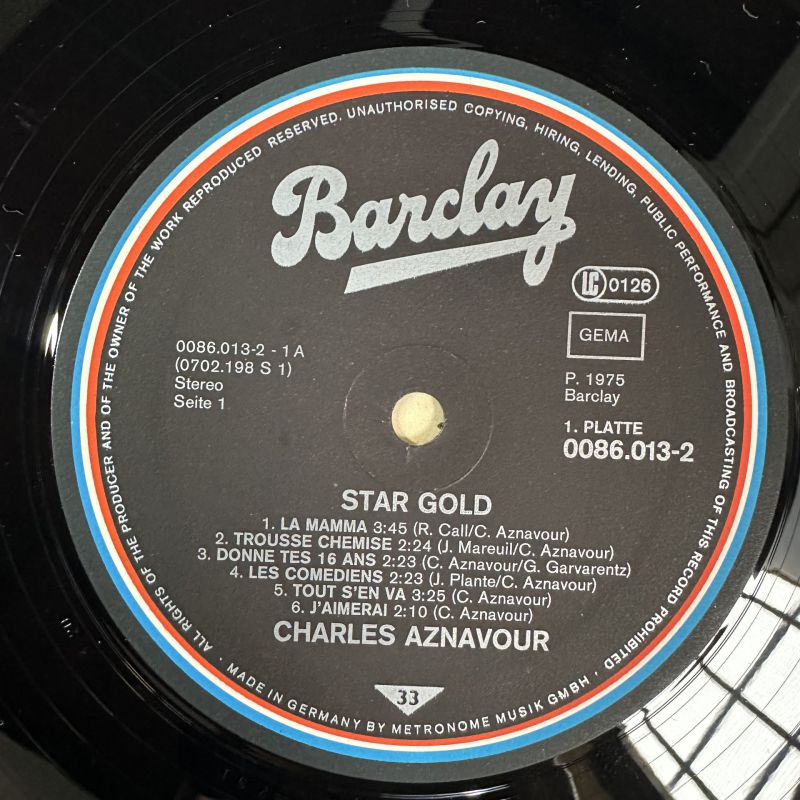 ALL RIGHTS OF THE PRODUCER AND OF THE OWNER OF THE WORK REPRODUCED RESERVED. UNAUTHORISED COPYING, HIRING, LENDING, PUBLIC PERFORMANCE AND BROADCASTING OF THIS RECORD PROHIBITED
Barclay
LC 0126
GEMA
0086.013-2 - 1 A
(0702.198 S 1)
Stereo
Seite 1
P. 1975
Barclay
1. PLATTE
0086.013-2
STAR GOLD
1. LA MAMMA 3:45 (R. Call/C. Aznavour)
2. TROUSSE CHEMISE 2:24 (J. Mareuil/C. Aznavour)
3. DONNE TES 16 ANS 2:23 (C. Aznavour/G. Garvarentz)
4. LES COMEDIENS 2:23 (J. Plante/C. Aznavour)
5. TOUT S'EN VA 3:25 (C. Aznavour)
6. J'AIMERAI 2:10 (C. Aznavour)
CHARLES AZNAVOUR
33
· MADE IN GERMANY BY METRONOME MUSIK GMBH ·